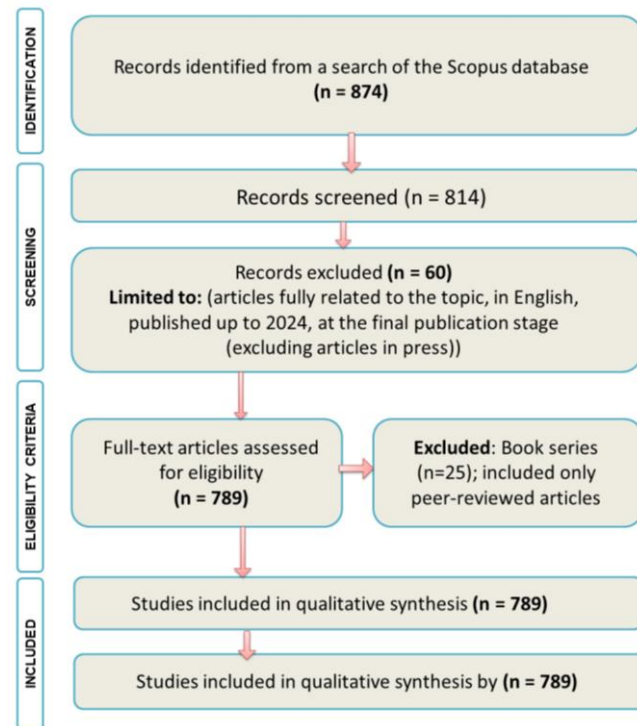 IDENTIFICATION
Records identified from a search of the Scopus database
(n = 874)
SCREENING
Records screened (n = 814)
Records excluded (n = 60)
Limited to: (articles fully related to the topic, in English,
published up to 2024, at the final publication stage
(excluding articles in press))
ELIGIBILITY CRITERIA
Full-text articles assessed
for eligibility
(n = 789)
Excluded: Book series
(n=25); included only
peer-reviewed articles
INCLUDED
Studies included in qualitative synthesis (n = 789)
Studies included in qualitative synthesis by (n = 789)